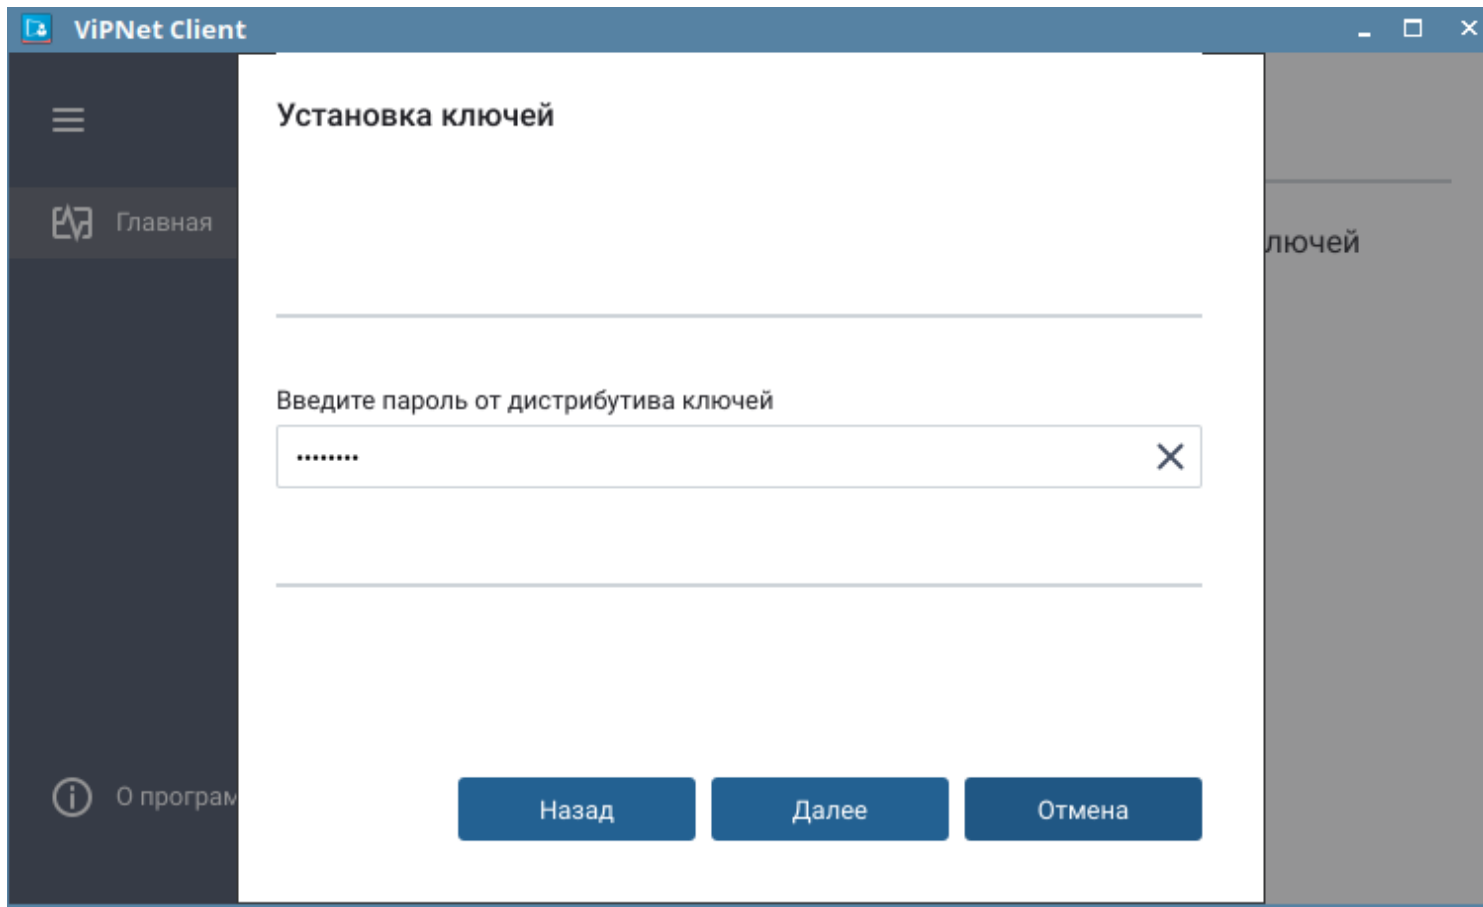 ViPNet Client
Установка ключей
Главная
лючей
Введите пароль от дистрибутива ключей
••••••••
О програм
Назад
Далее
Отмена